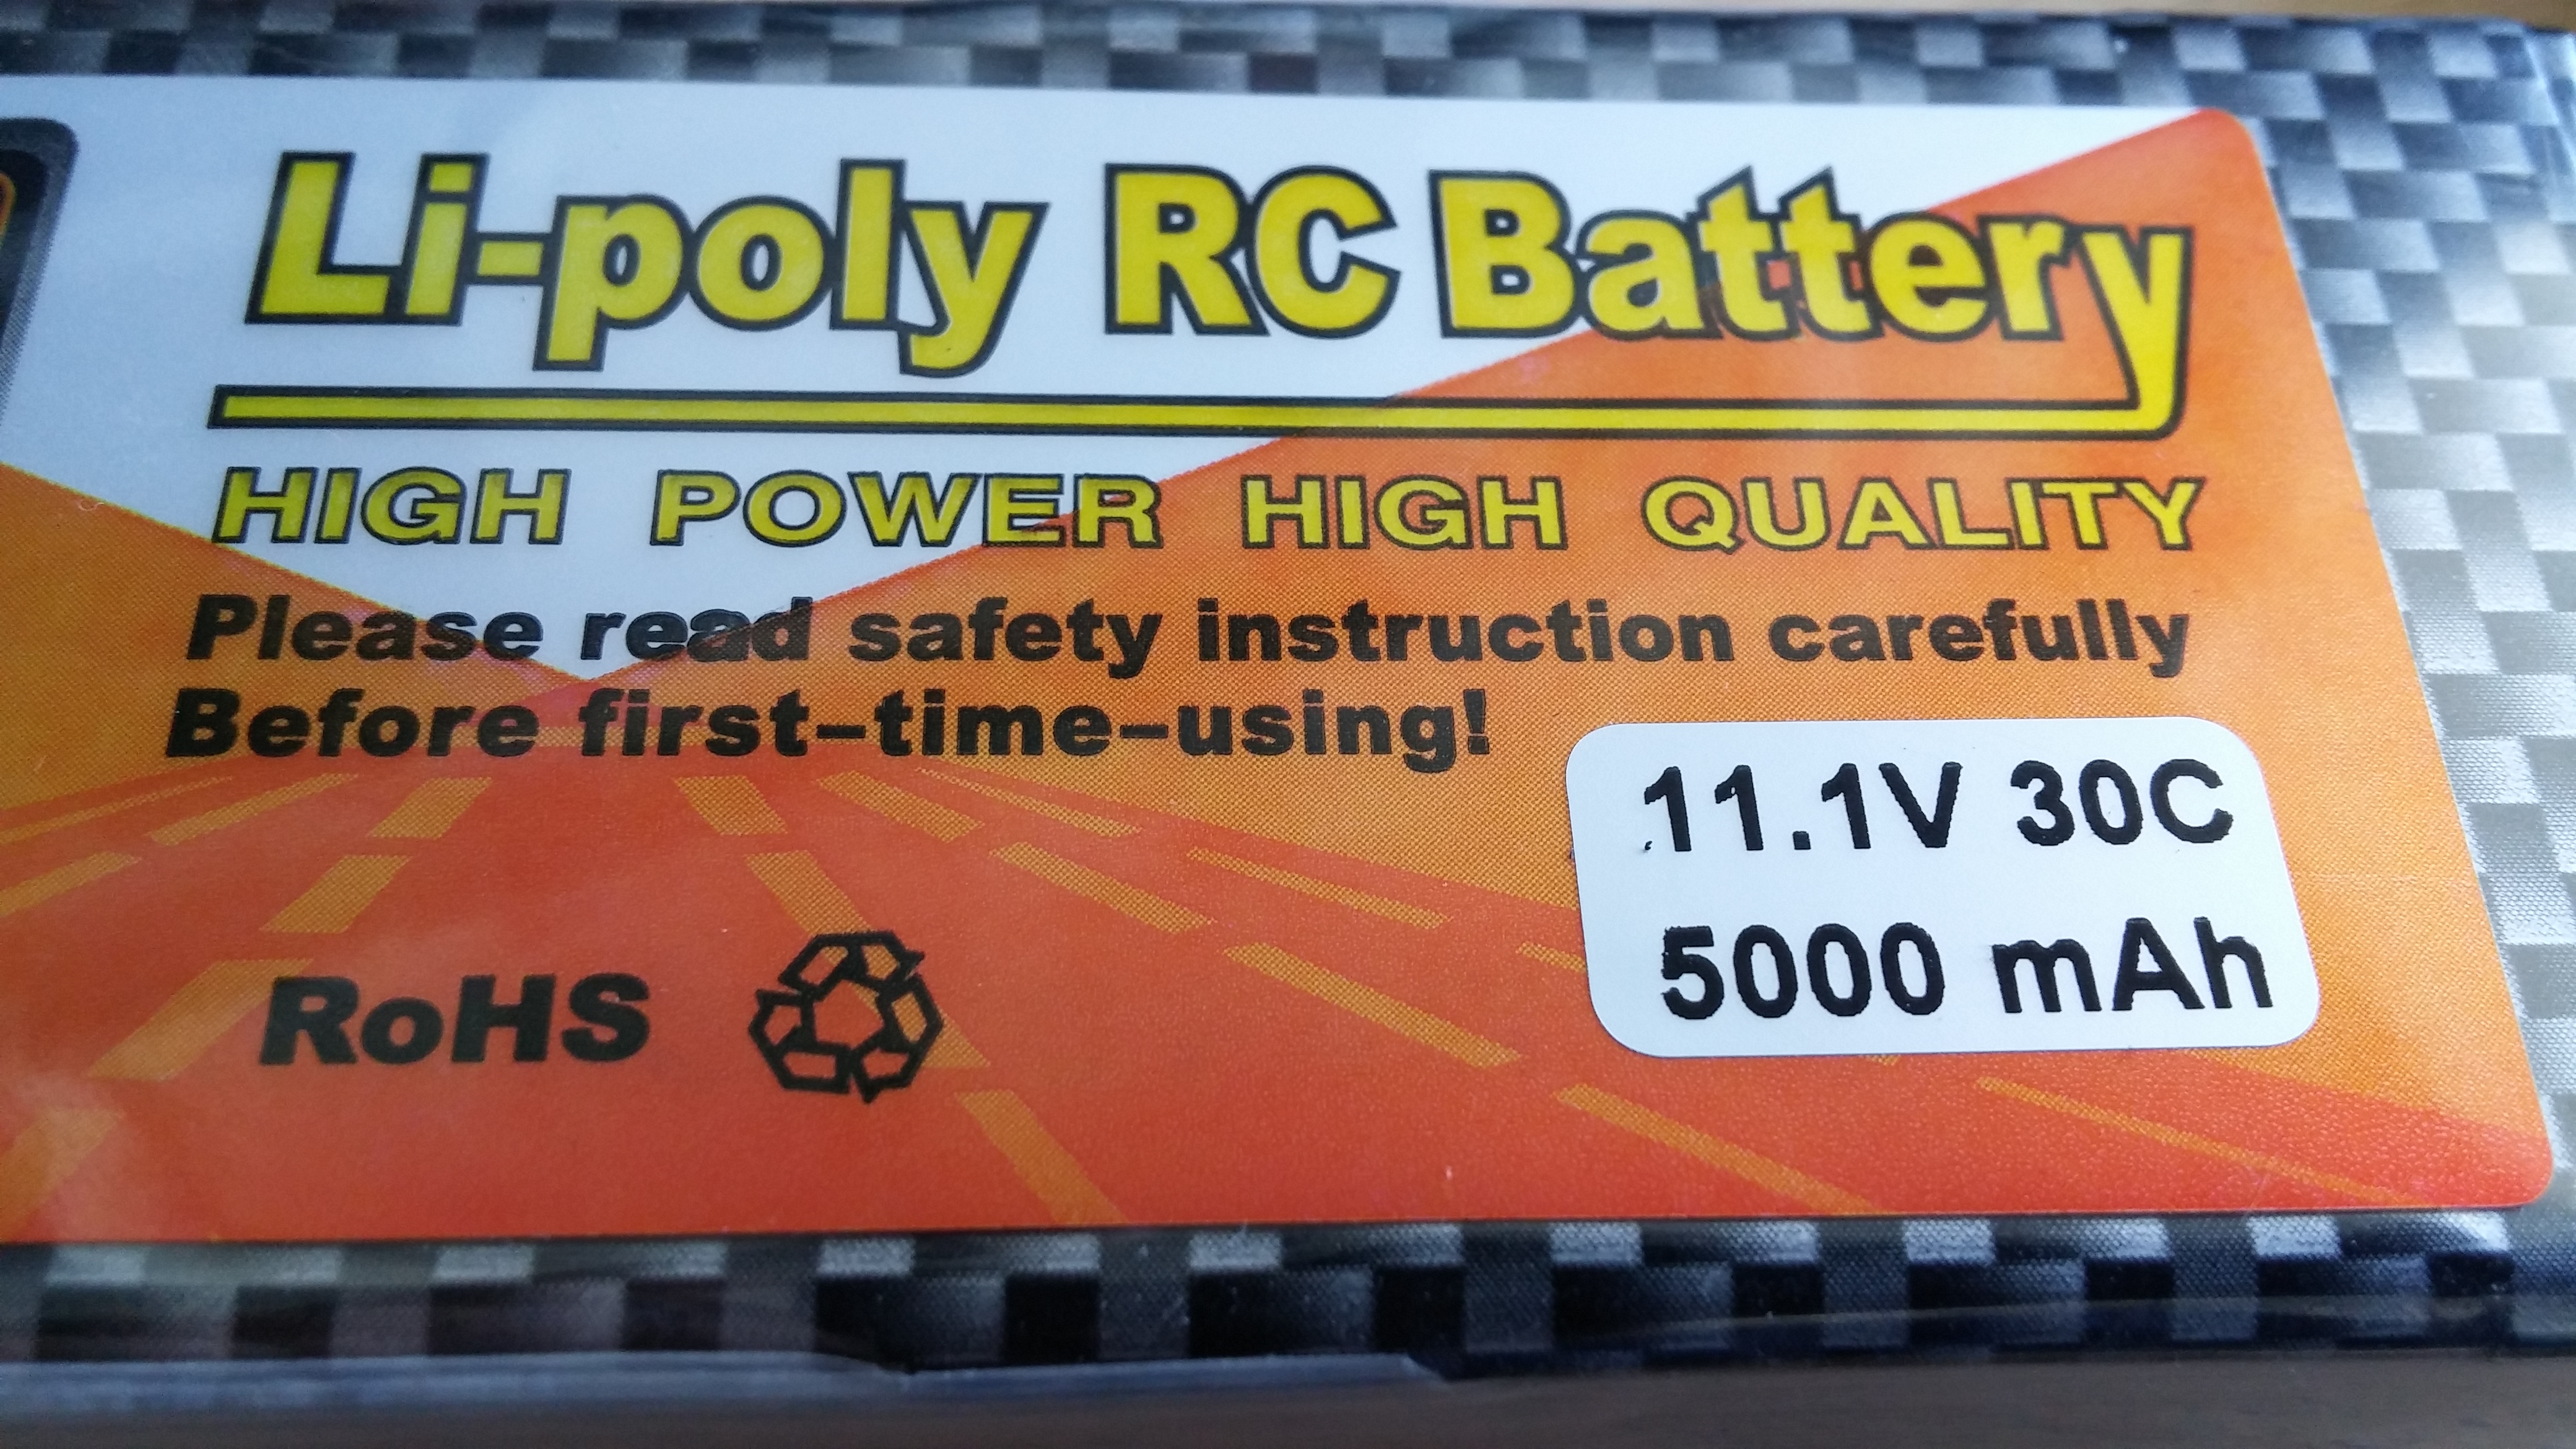 Li-poly RC Battery
HIGH POWER HIGH QUALITY
Please read safety instruction carefully
Before first-time-using!
11.1V 30C
5000 mAh
RoHS